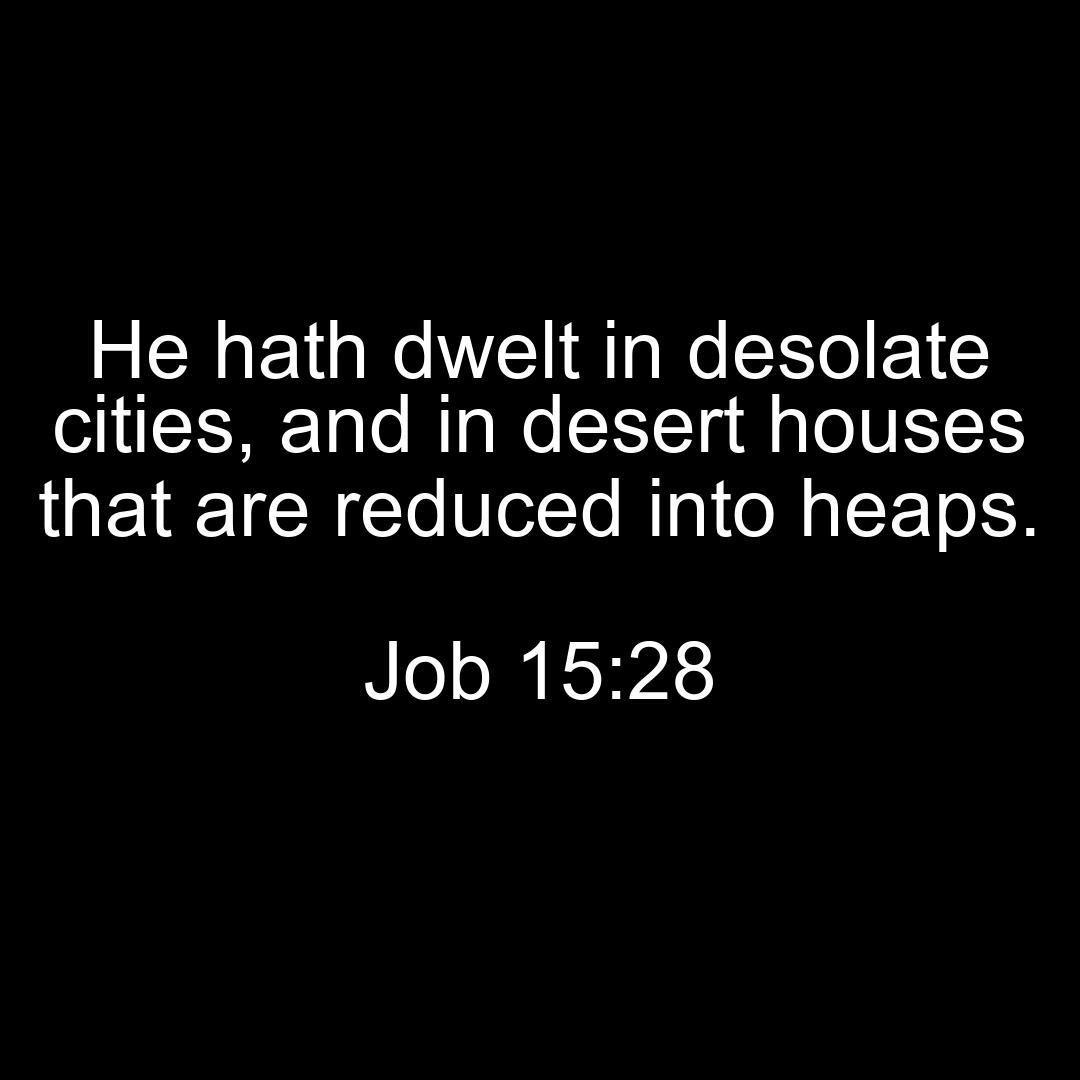 He hath dwelt in desolate
cities, and in desert houses
that are reduced into heaps.
Job 15:28